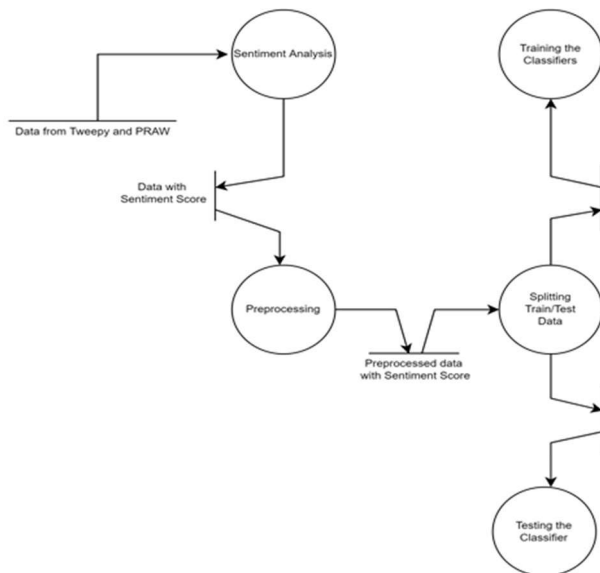 Sentiment Analysis
Training the
Classifiers
Data from Tweepy and PRAW
Data with
Sentiment Score
Preprocessing
Splitting
Train/Test
Data
Preprocessed data
with Sentiment Score
Testing the
Classifier